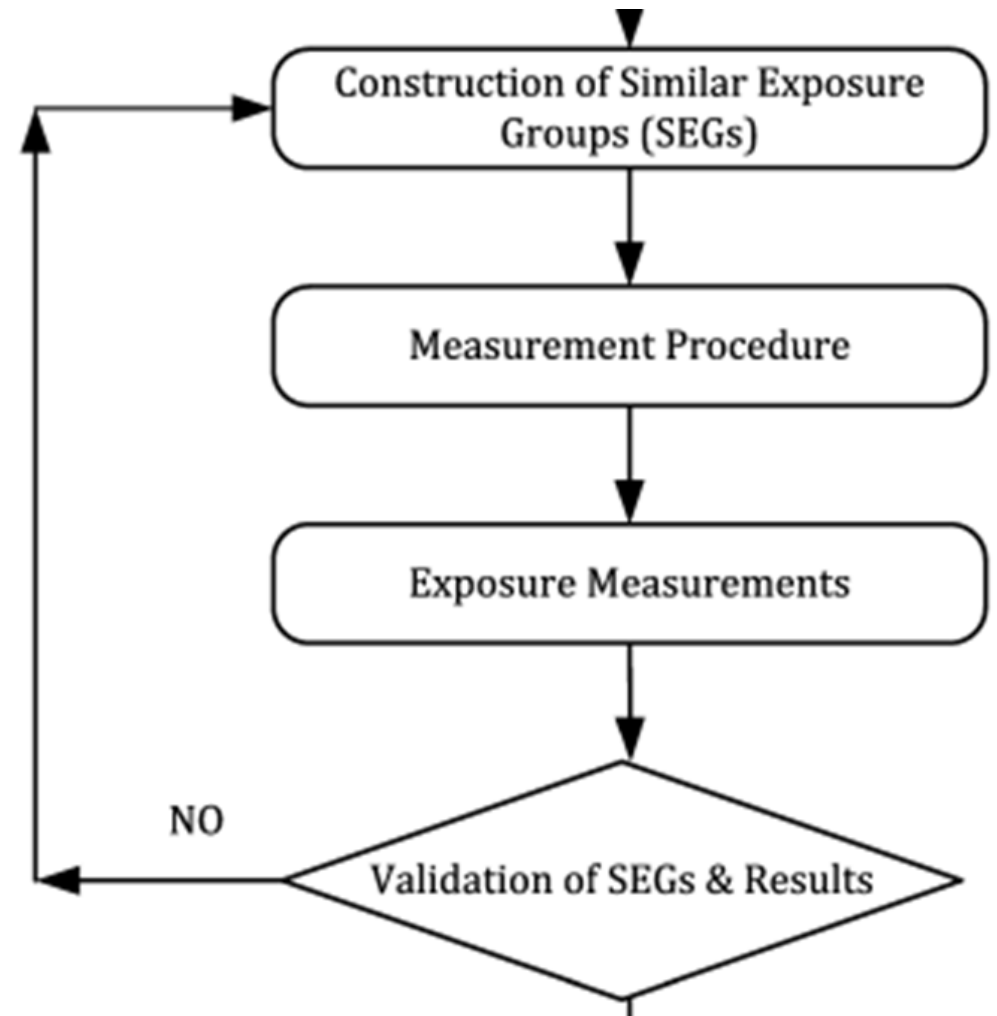 Construction of Similar Exposure
Groups (SEGs)
Measurement Procedure
Exposure Measurements
NO
Validation of SEGs & Results